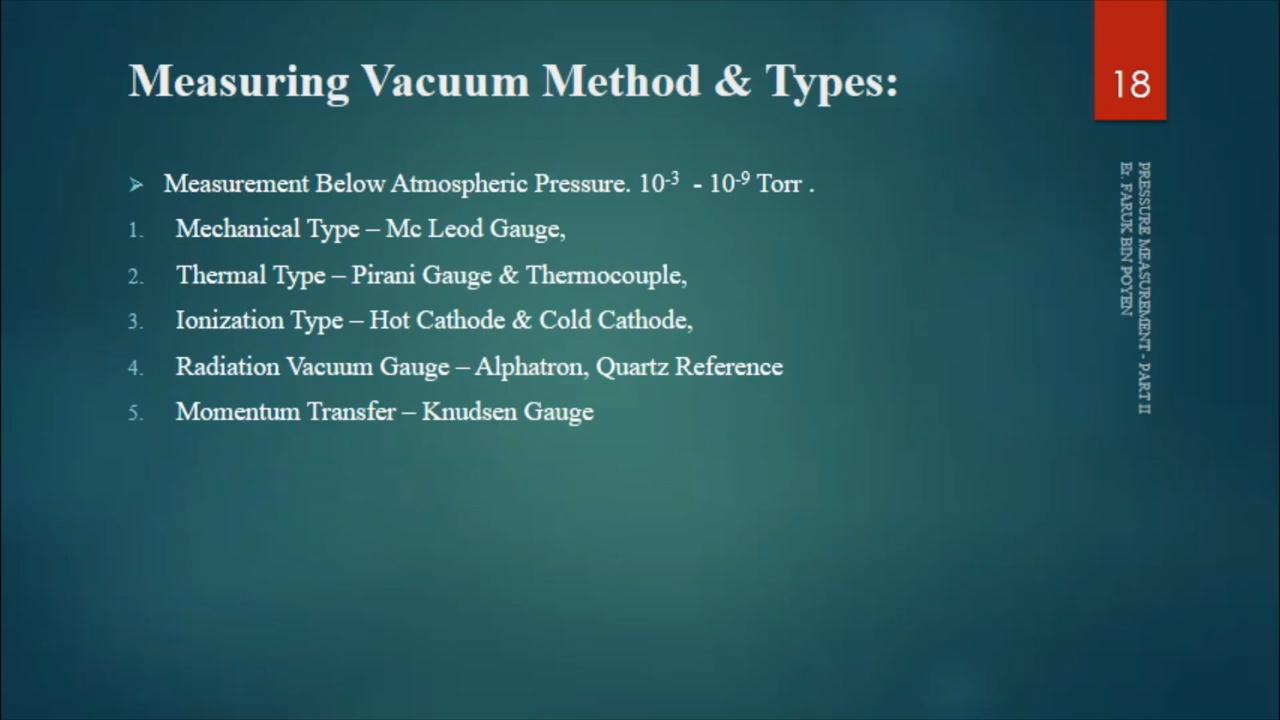 Measuring Vacuum Method & Types:
18
➢ Measurement Below Atmospheric Pressure. 10⁻³ - 10⁻⁹ Torr .
1. Mechanical Type – Mc Leod Gauge,
2. Thermal Type – Pirani Gauge & Thermocouple,
3. Ionization Type – Hot Cathode & Cold Cathode,
4. Radiation Vacuum Gauge – Alphatron, Quartz Reference
5. Momentum Transfer – Knudsen Gauge
PRESSURE MEASUREMENT - PART II
Er. FARUK BIN POYEN